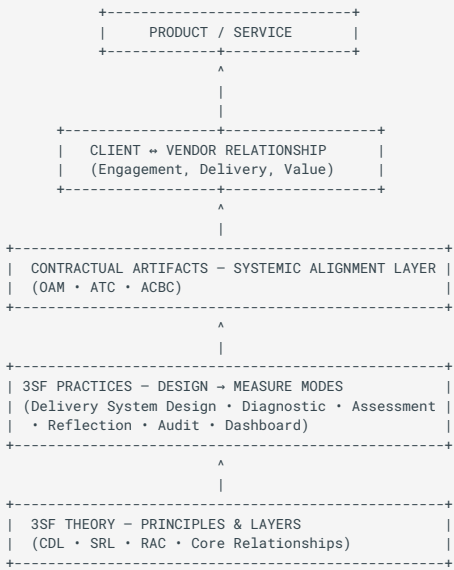 PRODUCT / SERVICE
CLIENT ↔ VENDOR RELATIONSHIP
(Engagement, Delivery, Value)
CONTRACTUAL ARTIFACTS — SYSTEMIC ALIGNMENT LAYER
(OAM • ATC • ACBC)
3SF PRACTICES — DESIGN → MEASURE MODES
(Delivery System Design • Diagnostic • Assessment
• Reflection • Audit • Dashboard)
3SF THEORY — PRINCIPLES & LAYERS
(CDL • SRL • RAC • Core Relationships)